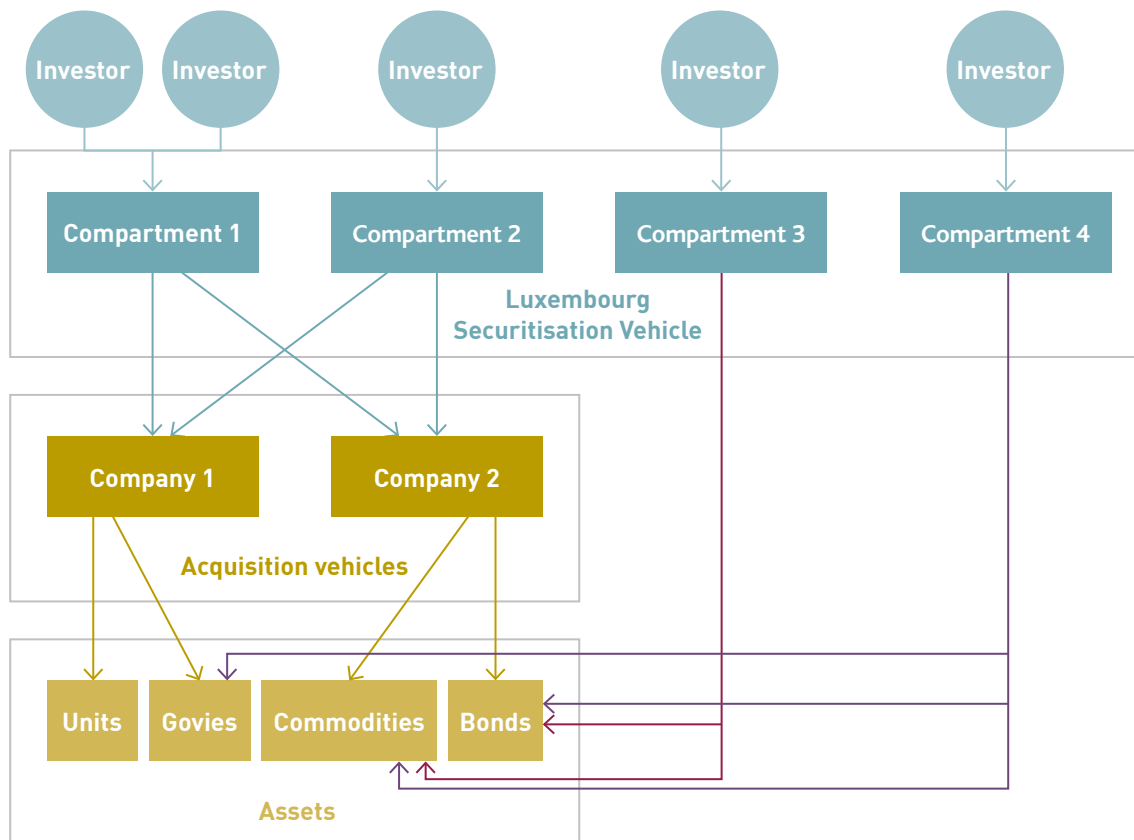 Investor
Investor
Investor
Investor
Investor
Compartment 1
Compartment 2
Compartment 3
Compartment 4
Luxembourg
Securitisation Vehicle
Company 1
Company 2
Acquisition vehicles
Units
Govies
Commodities
Bonds
Assets